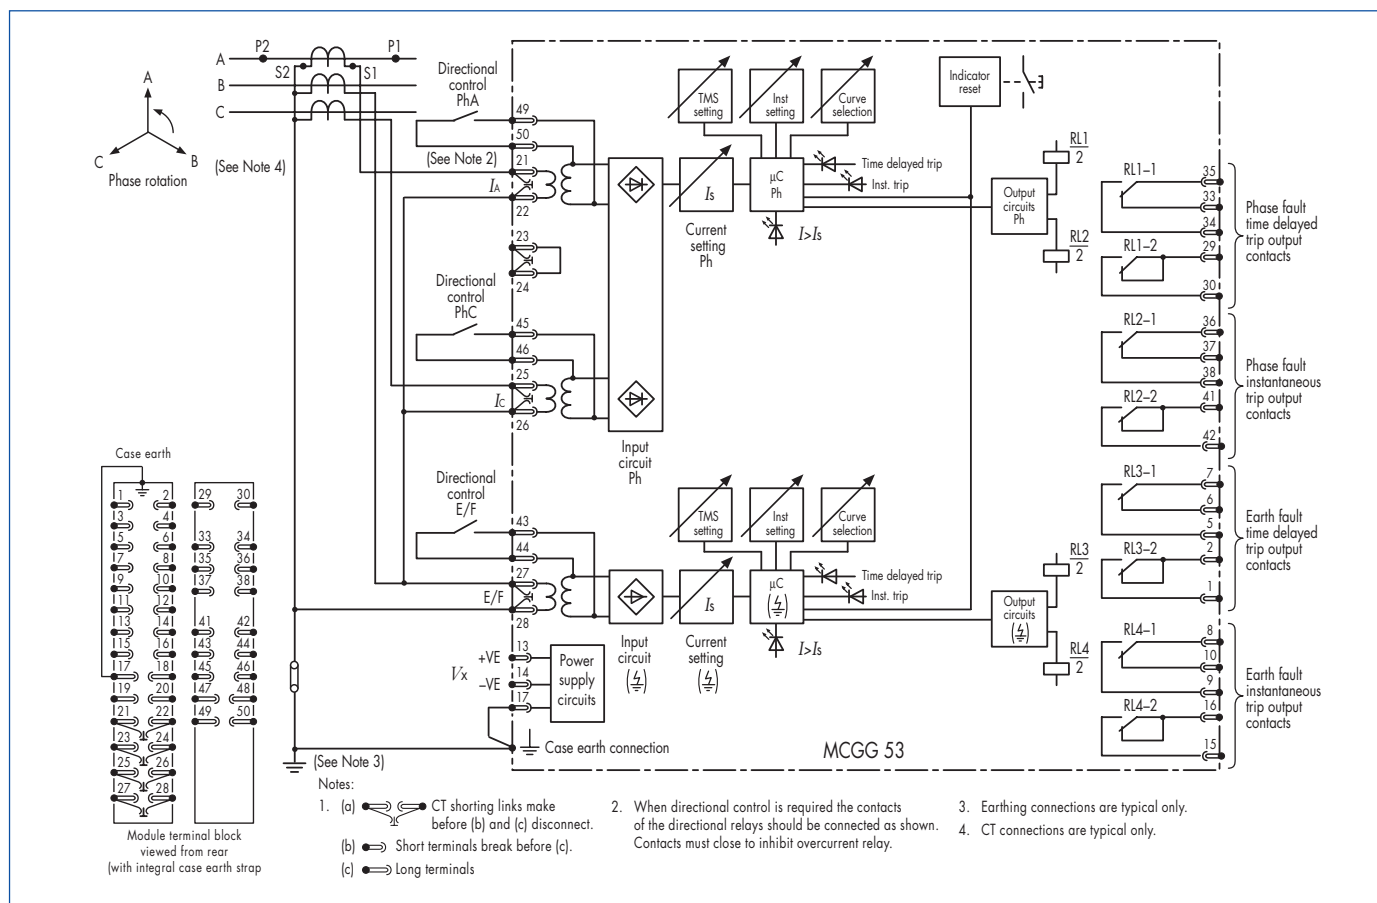 A P2 P1
S2 S1
B
C
A
C B
Phase rotation
(See Note 4)
Directional
control
PhA
49
50
(See Note 2)
21
IA
22
23
24
Directional
control
PhC
45
46
25
IC
26
Input
circuit
Ph
TMS
setting
Inst
setting
Curve
selection
Is
Current
setting
Ph
µC
Ph
Time delayed trip
Inst. trip
I>Is
Indicator
reset
Output
circuits
Ph
RL1
2
RL2
2
RL1–1
35
33
34
RL1–2
29
30
Phase fault
time delayed
trip output
contacts
RL2–1
36
37
38
RL2–2
41
42
Phase fault
instantaneous
trip output
contacts
Directional
control
E/F
43
44
27
E/F
28
Input
circuit
TMS
setting
Inst
setting
Curve
selection
Is
Current
setting
µC
Time delayed trip
Inst. trip
I>Is
Output
circuits
RL3
2
RL4
2
RL3–1
7
6
5
RL3–2
2
1
Earth fault
time delayed
trip output
contacts
RL4–1
8
10
9
RL4–2
16
15
Earth fault
instantaneous
trip output
contacts
13
+VE
Vx
14
–VE
17
Power
supply
circuits
Case earth connection
MCGG 53
(See Note 3)
Case earth
1 2 29 30
3 4
5 6 33 34
7 8 35 36
9 10 37 38
11 12
13 14 41 42
15 16 43 44
17 18 45 46
19 20 47 48
21 22 49 50
23 24
25 26
27 28
Module terminal block
viewed from rear
(with integral case earth strap
Notes:
1. (a) CT shorting links make
before (b) and (c) disconnect.
(b) Short terminals break before (c).
(c) Long terminals
2. When directional control is required the contacts
of the directional relays should be connected as shown.
Contacts must close to inhibit overcurrent relay.
3. Earthing connections are typical only.
4. CT connections are typical only.